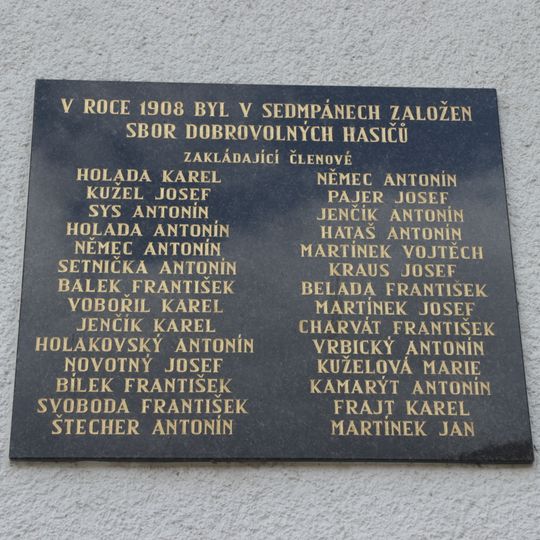 V ROCE 1908 BYL V SEDMPÁNECH ZALOŽEN
SBOR DOBROVOLNÝCH HASIČŮ
ZAKLÁDAJÍCÍ ČLENOVÉ
HOLADA KAREL
KUŽEL JOSEF
SYS ANTONÍN
HOLADA ANTONÍN
NĚMEC ANTONÍN
SETNIČKA ANTONÍN
BALEK FRANTIŠEK
VOBOŘIL KAREL
JENČÍK KAREL
HOLAKOVSKÝ ANTONÍN
NOVOTNÝ JOSEF
BÍLEK FRANTIŠEK
SVOBODA FRANTIŠEK
ŠTECHER ANTONÍN
NĚMEC ANTONÍN
PAJER JOSEF
JENČÍK ANTONÍN
HATAŠ ANTONÍN
MARTÍNEK VOJTĚCH
KRAUS JOSEF
BELADA FRANTIŠEK
MARTÍNEK JOSEF
CHARVÁT FRANTIŠEK
VRBICKÝ ANTONÍN
KUŽELOVÁ MARIE
KAMARÝT ANTONÍN
FRAJT KAREL
MARTÍNEK JAN